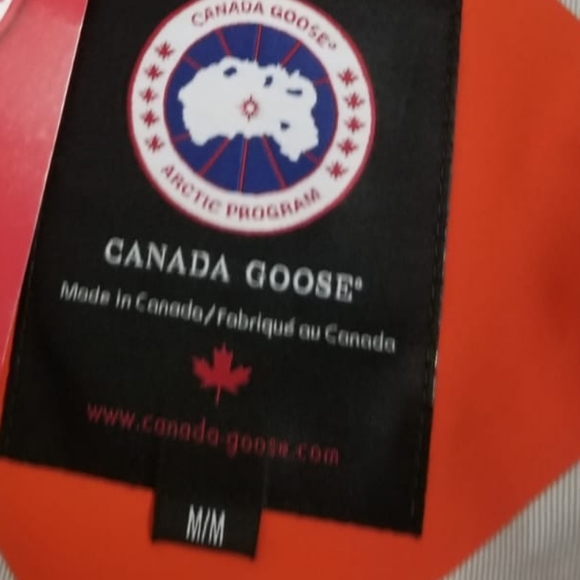 CANADA GOOSE®
ARCTIC PROGRAM
CANADA GOOSE®
Made in Canada/Fabriqué au Canada
www.canada-goose.com
M/M